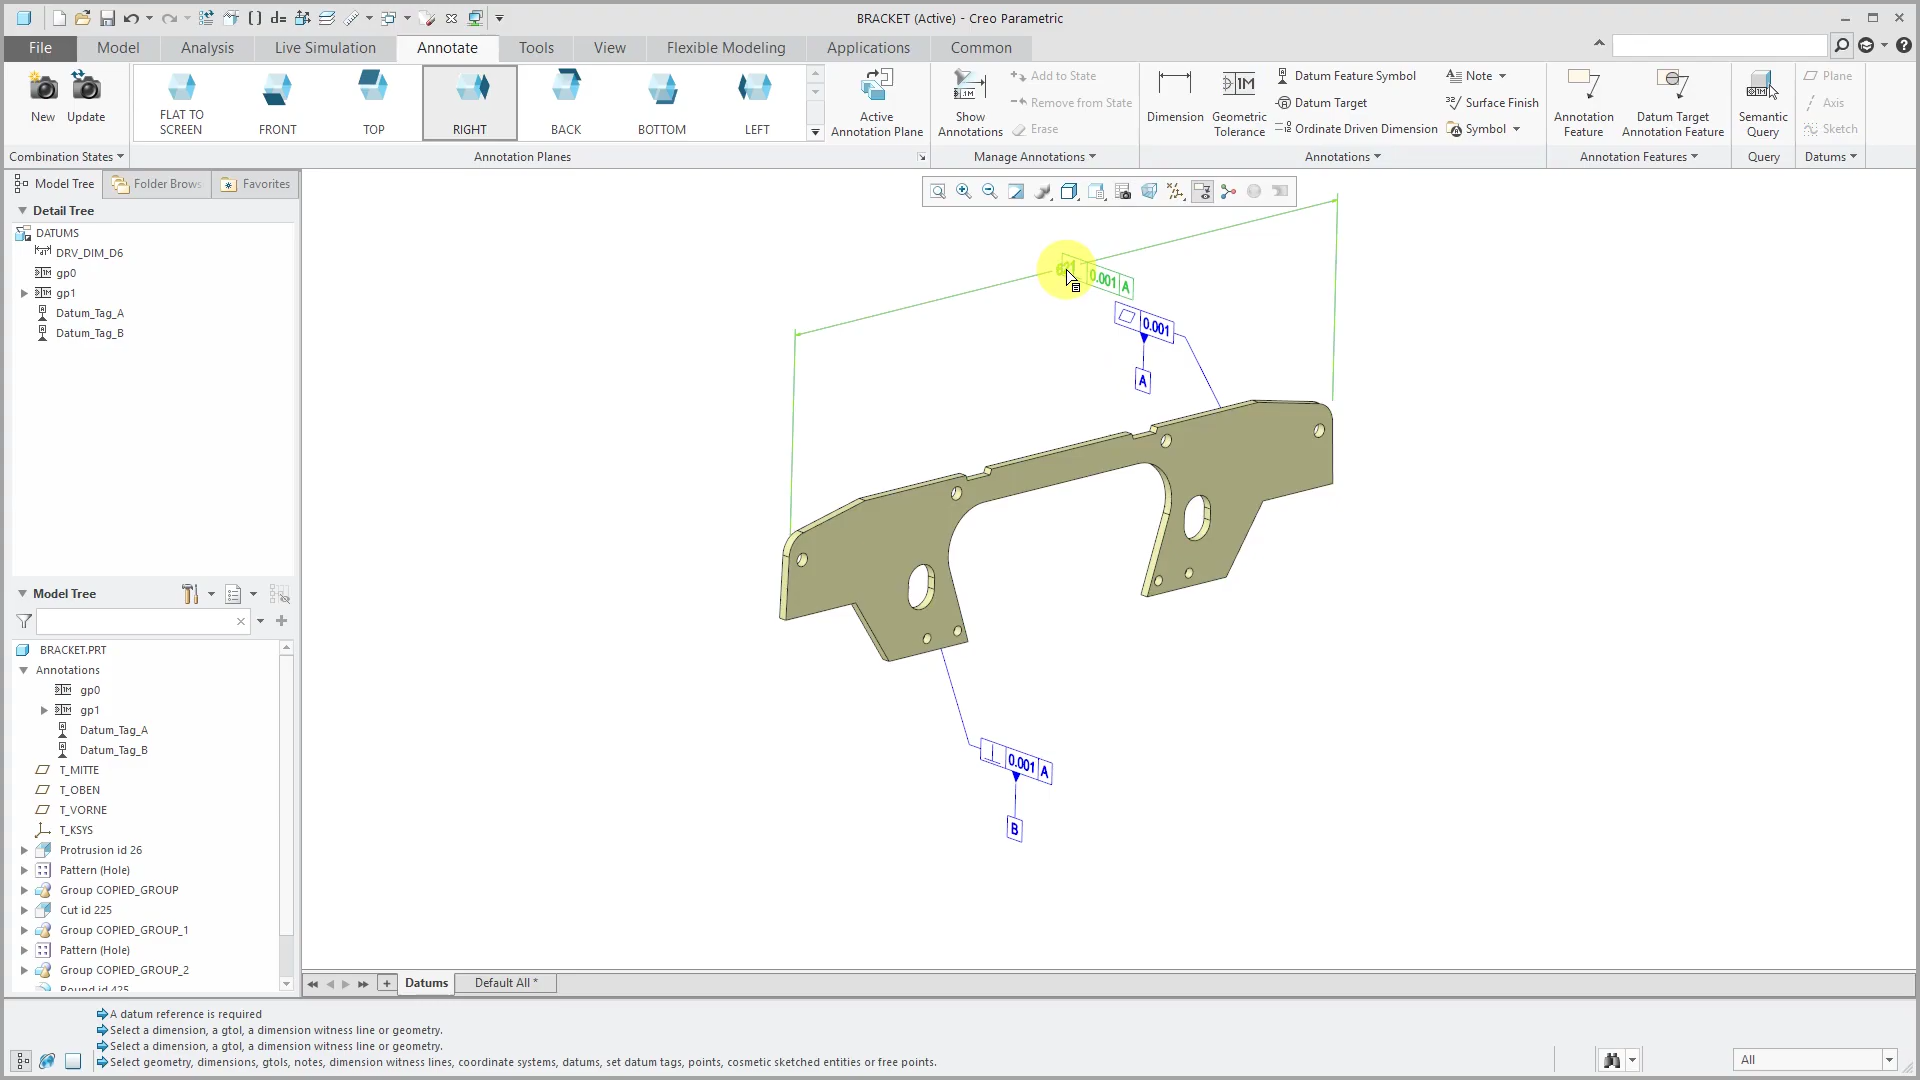 BRACKET (Active) - Creo Parametric
File
Model
Analysis
Live Simulation
Annotate
Tools
View
Flexible Modeling
Applications
Common
New
Update
FLAT TO
SCREEN
FRONT
TOP
RIGHT
BACK
BOTTOM
LEFT
Active
Annotation Plane
Show
Annotations
Add to State
Remove from State
Erase
Dimension
Geometric
Tolerance
Datum Feature Symbol
Datum Target
Ordinate Driven Dimension
Note
Surface Finish
Symbol
Annotation
Feature
Datum Target
Annotation Feature
Semantic
Query
Plane
Axis
Sketch
Combination States
Annotation Planes
Manage Annotations
Annotations
Annotation Features
Query
Datums
Model Tree
Folder Brows
Favorites
Detail Tree
DATUMS
DRV_DIM_D6
gp0
gp1
Datum_Tag_A
Datum_Tag_B
Model Tree
BRACKET.PRT
Annotations
gp0
gp1
Datum_Tag_A
Datum_Tag_B
T_MITTE
T_OBEN
T_VORNE
T_KSYS
Protrusion id 26
Pattern (Hole)
Group COPIED_GROUP
Cut id 225
Group COPIED_GROUP_1
Pattern (Hole)
Group COPIED_GROUP_2
Round id 425
0.001 A
0.001
A
0.001 A
B
Datums
Default All *
A datum reference is required
Select a dimension, a gtol, a dimension witness line or geometry.
Select a dimension, a gtol, a dimension witness line or geometry.
Select geometry, dimensions, gtols, notes, dimension witness lines, coordinate systems, datums, set datum tags, points, cosmetic sketched entities or free points.
All